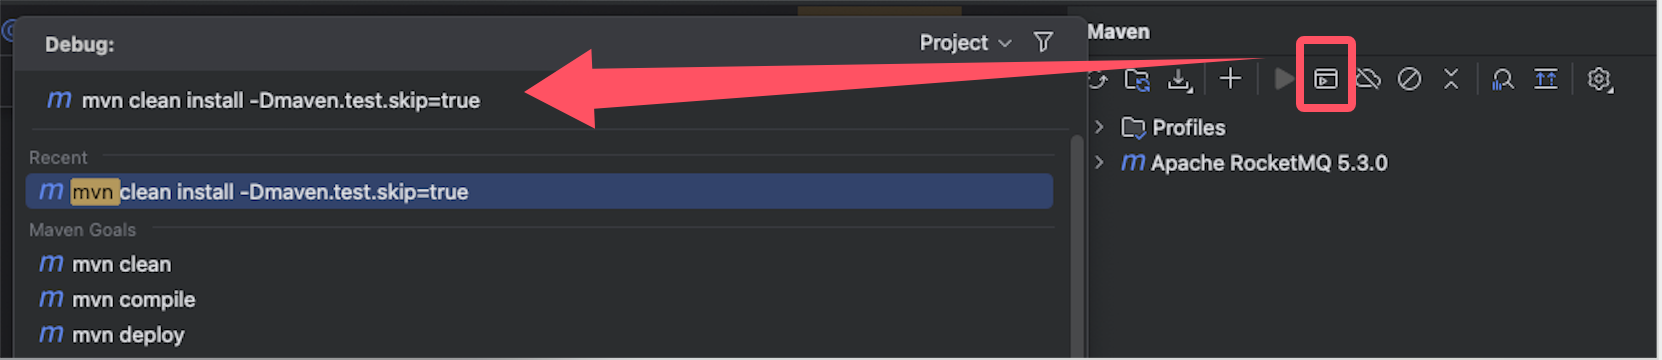 Debug:
Project
mvn clean install -Dmaven.test.skip=true
Recent
mvn clean install -Dmaven.test.skip=true
Maven Goals
mvn clean
mvn compile
mvn deploy
Maven
Profiles
Apache RocketMQ 5.3.0